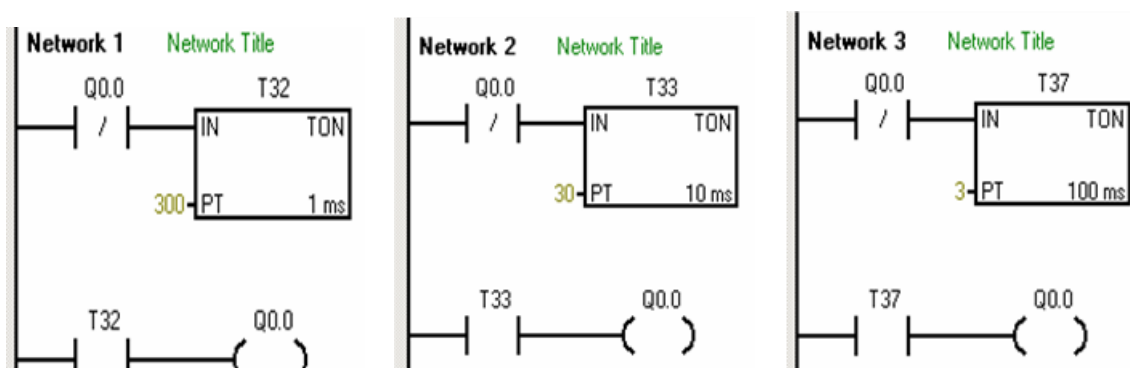 Network 1 Network Title
Q0.0 T32
/ IN TON
300 PT 1 ms
T32 Q0.0
Network 2 Network Title
Q0.0 T33
/ IN TON
30 PT 10 ms
T33 Q0.0
Network 3 Network Title
Q0.0 T37
/ IN TON
3 PT 100 ms
T37 Q0.0